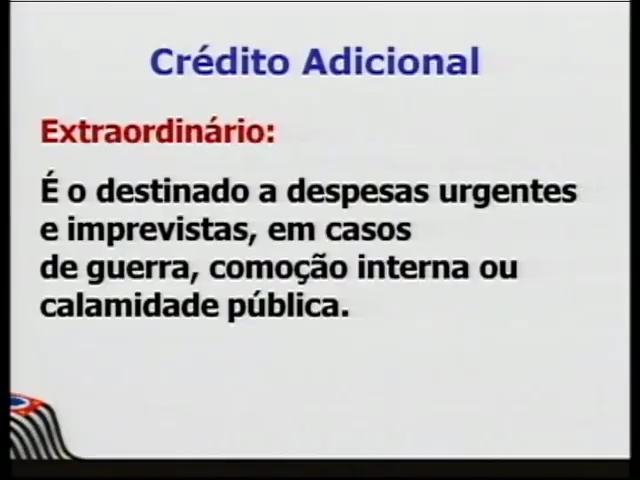 Crédito Adicional
Extraordinário:
É o destinado a despesas urgentes
e imprevistas, em casos
de guerra, comoção interna ou
calamidade pública.